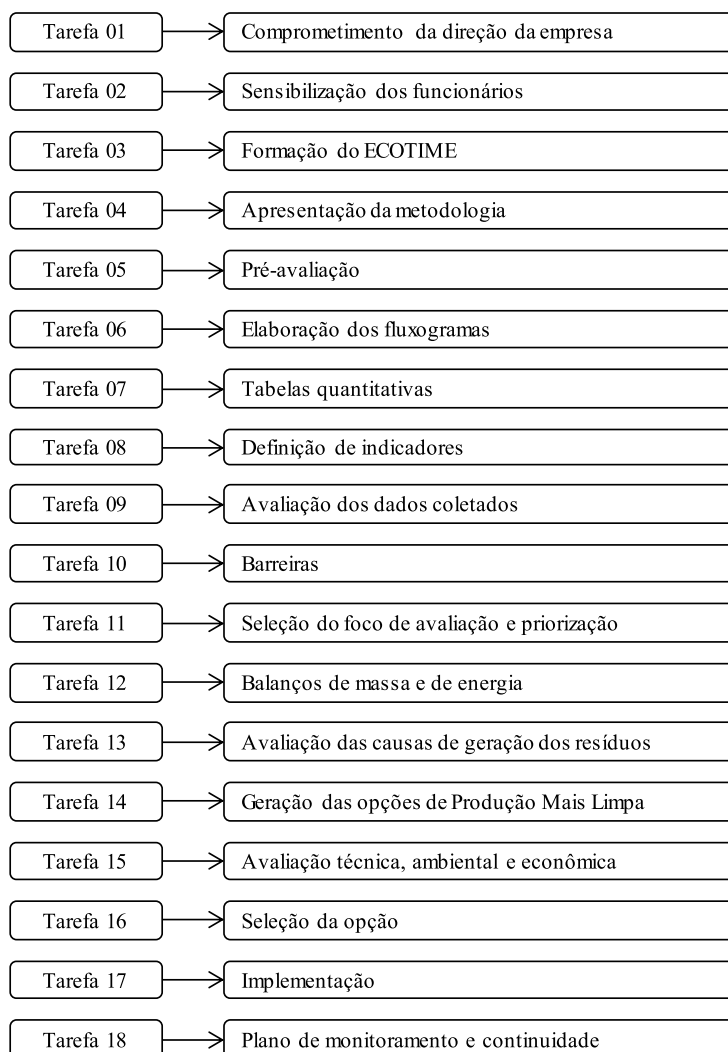 Tarefa 01 Comprometimento da direção da empresa
Tarefa 02 Sensibilização dos funcionários
Tarefa 03 Formação do ECOTIME
Tarefa 04 Apresentação da metodologia
Tarefa 05 Pré-avaliação
Tarefa 06 Elaboração dos fluxogramas
Tarefa 07 Tabelas quantitativas
Tarefa 08 Definição de indicadores
Tarefa 09 Avaliação dos dados coletados
Tarefa 10 Barreiras
Tarefa 11 Seleção do foco de avaliação e priorização
Tarefa 12 Balanços de massa e de energia
Tarefa 13 Avaliação das causas de geração dos resíduos
Tarefa 14 Geração das opções de Produção Mais Limpa
Tarefa 15 Avaliação técnica, ambiental e econômica
Tarefa 16 Seleção da opção
Tarefa 17 Implementação
Tarefa 18 Plano de monitoramento e continuidade